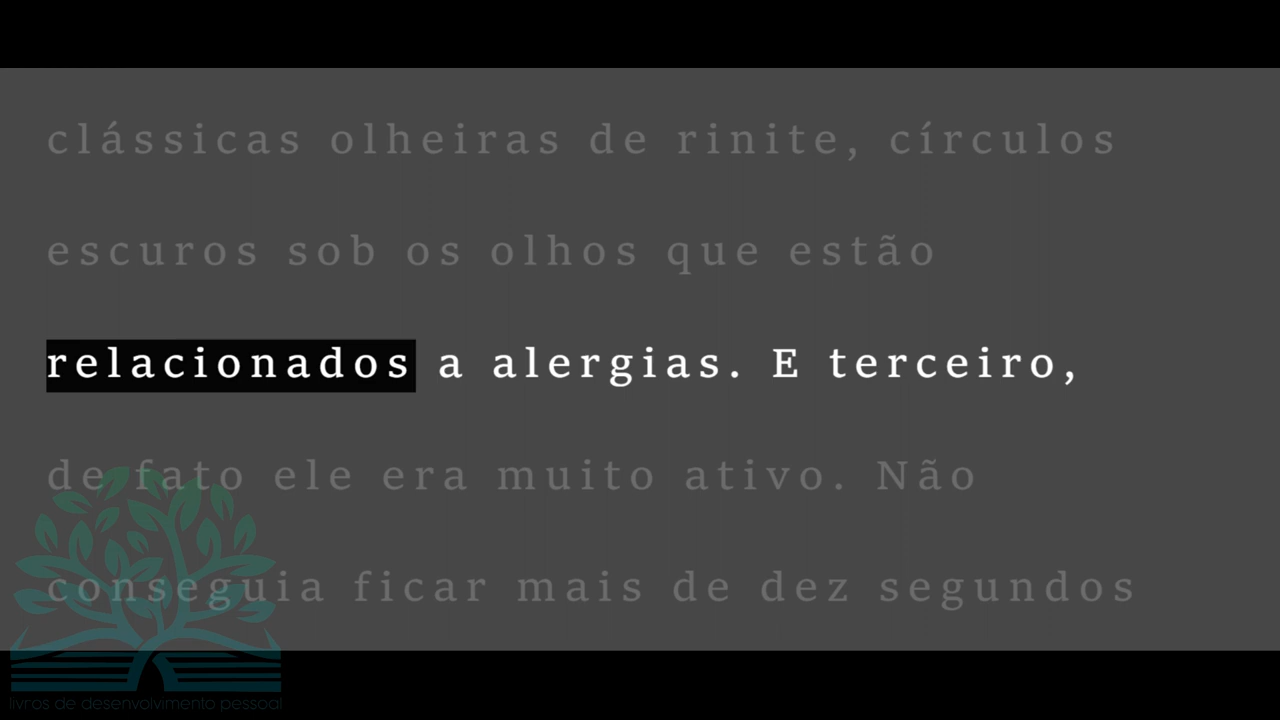 clássicas olheiras de rinite, círculos
escuros sob os olhos que estão
relacionados a alergias. E terceiro,
de fato ele era muito ativo. Não
conseguia ficar mais de dez segundos
livros de desenvolvimento pessoal